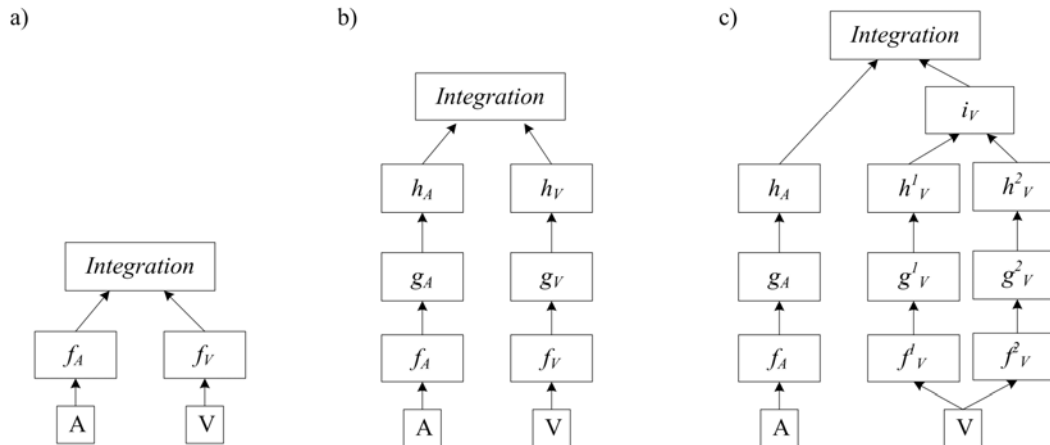 a)
Integration
f_A
f_V
A
V
b)
Integration
h_A
h_V
g_A
g_V
f_A
f_V
A
V
c)
Integration
i_V
h_A
h^1_V
h^2_V
g_A
g^1_V
g^2_V
f_A
f^1_V
f^2_V
A
V